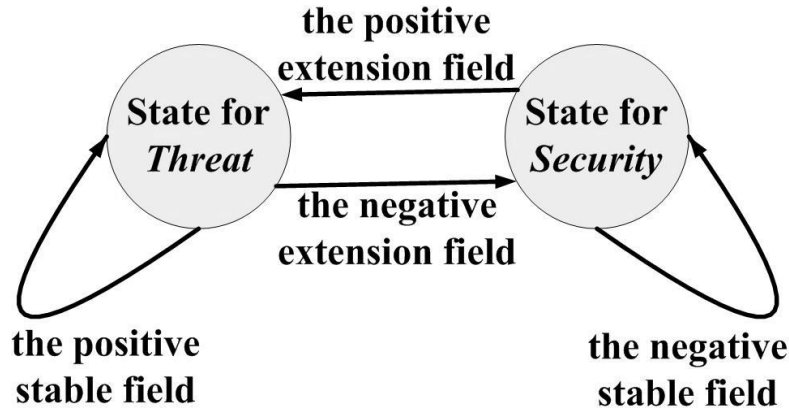 the positive
extension field
State for
Threat
State for
Security
the negative
extension field
the positive
stable field
the negative
stable field